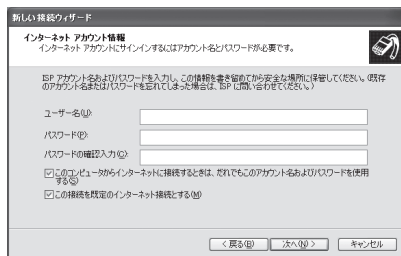 新しい接続ウィザード
インターネット アカウント情報
インターネット アカウントにサインインするにはアカウント名とパスワードが必要です。
ISP アカウント名およびパスワードを入力し、この情報を書き留めてから安全な場所に保管してください。(既存
のアカウント名またはパスワードを忘れてしまった場合は、ISP に問い合わせてください。)
ユーザー名(U):
パスワード(P):
パスワードの確認入力(C):
このコンピュータからインターネットに接続するときは、だれでもこのアカウント名およびパスワードを使用
する(S)
この接続を既定のインターネット接続とする(M)
< 戻る(B)
次へ(N) >
キャンセル